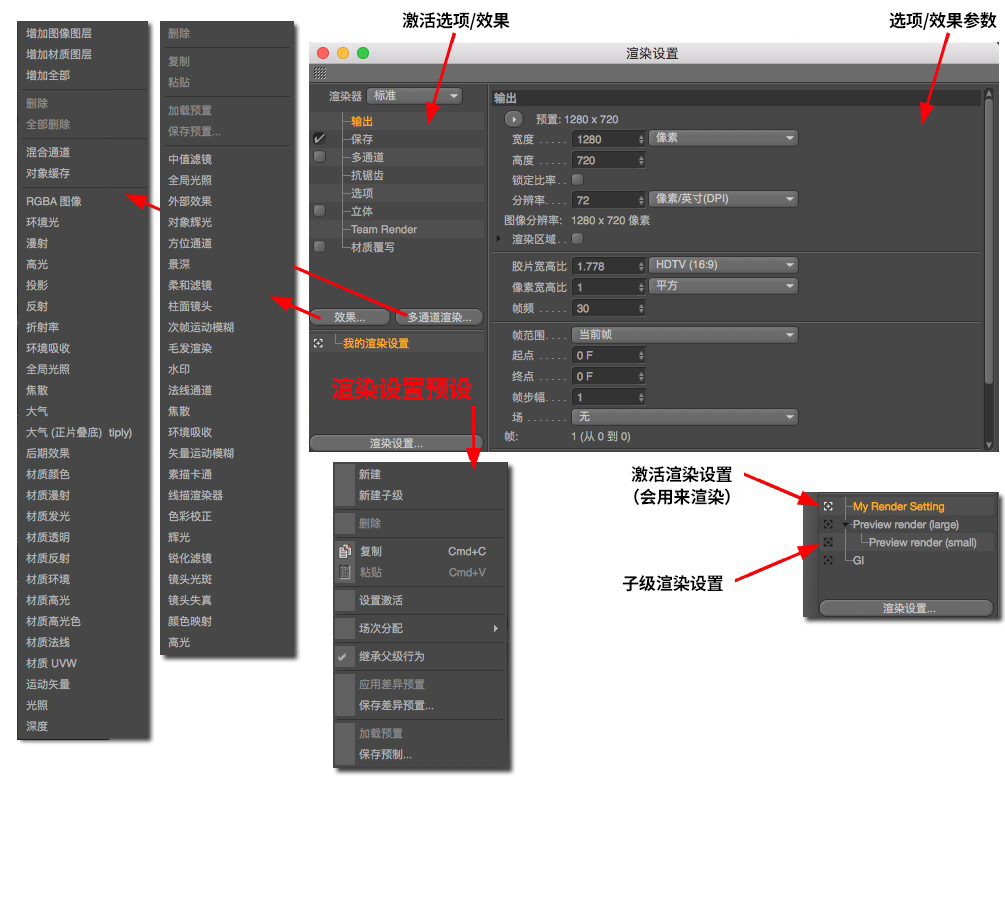 激活选项/效果
选项/效果参数
增加图像图层
增加材质图层
增加全部
删除
全部删除
混合通道
对象缓存
RGBA 图像
环境光
漫射
高光
投影
反射
折射率
环境吸收
全局光照
焦散
大气
大气 (正片叠底) tiply)
后期效果
材质颜色
材质漫射
材质发光
材质透明
材质反射
材质环境
材质高光
材质高光色
材质法线
材质 UVW
运动矢量
光照
深度
删除
复制
粘贴
加载预置
保存预置...
中值滤镜
全局光照
外部效果
对象辉光
方位通道
景深
柔和滤镜
柱面镜头
次帧运动模糊
毛发渲染
水印
法线通道
焦散
环境吸收
矢量运动模糊
素描卡通
线描渲染器
色彩校正
辉光
锐化滤镜
镜头光斑
镜头失真
颜色映射
高光
渲染设置
渲染器 标准
输出
保存
多通道
抗锯齿
选项
立体
Team Render
材质覆写
效果... 多通道渲染...
我的渲染设置
渲染设置预设
渲染设置...
输出
预置: 1280 x 720
宽度 . . . . . 1280 像素
高度 . . . . . 720
锁定比率. .
分辨率. . . . 72 像素/英寸(DPI)
图像分辨率: 1280 x 720 像素
渲染区域. .
胶片宽高比 1.778 HDTV (16:9)
像素宽高比 1 平方
帧频 . . . . . 30
帧范围. . . . 当前帧
起点 . . . . . 0 F
终点 . . . . . 0 F
帧步幅. . . . 1
场 . . . . . . . 无
帧: 1 (从 0 到 0)
新建
新建子级
删除
复制 Cmd+C
粘贴 Cmd+V
设置激活
场次分配
继承父级行为
应用差异预置
保存差异预置...
加载预置
保存预制...
激活渲染设置
（会用来渲染）
子级渲染设置
My Render Setting
Preview render (large)
Preview render (small)
GI
渲染设置...